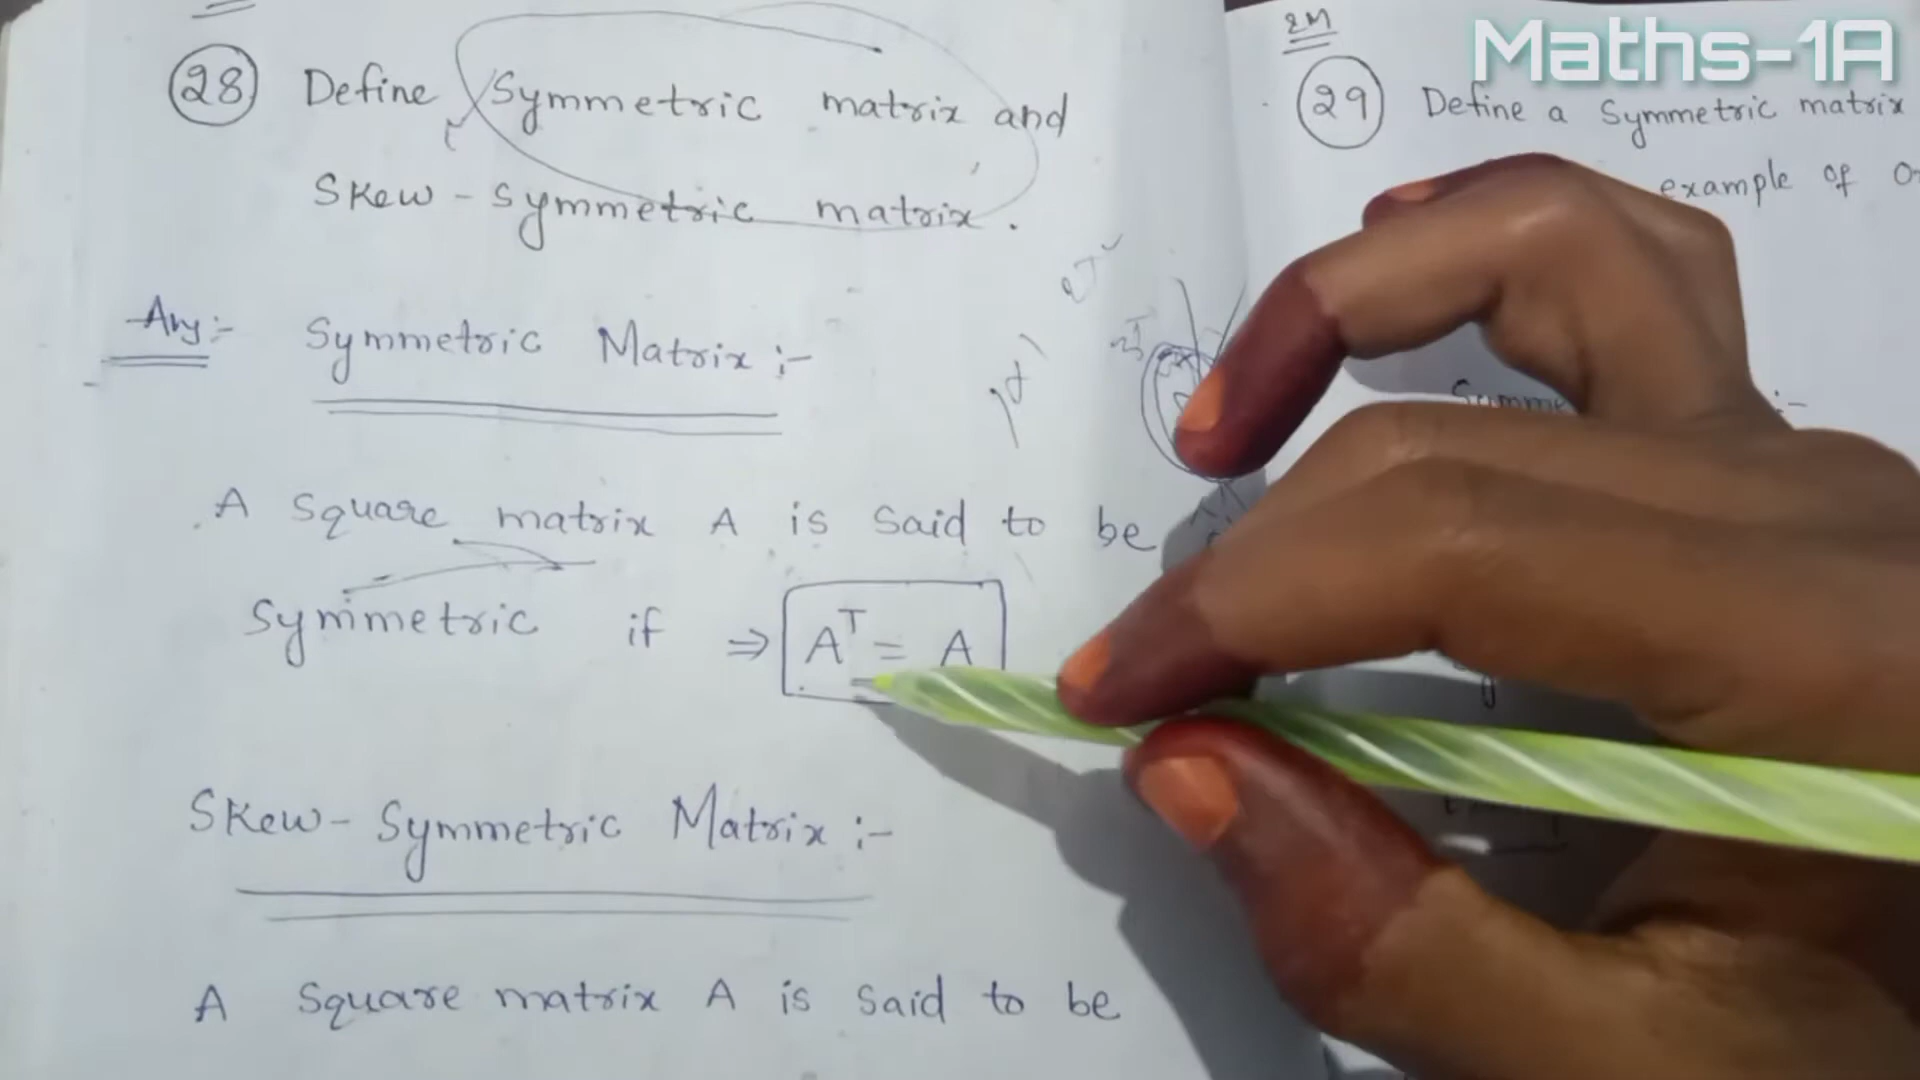 28 Define Symmetric matrix and
Skew-symmetric matrix.
Ans:- Symmetric Matrix:-
A square matrix A is said to be
Symmetric if ⇒ Aᵀ = A
Skew-Symmetric Matrix:-
A Square matrix A is said to be
2M
Maths-1A
29 Define a symmetric matrix
example of